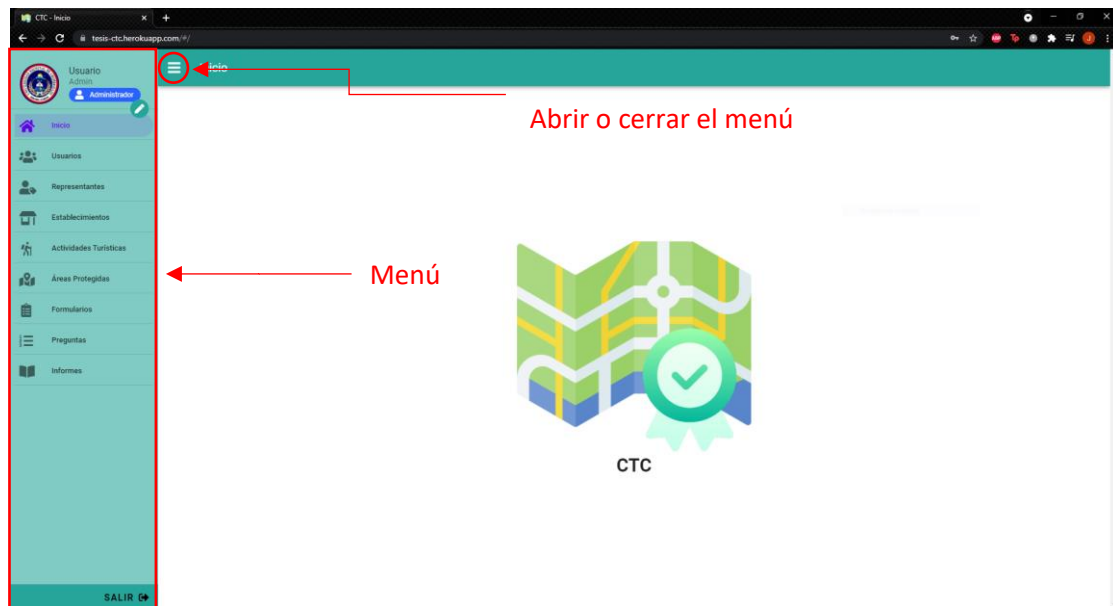 CTC - Inicio
tesis-ctc.herokuapp.com/#/
Usuario
Admin.
Administrador
Inicio
Inicio
Abrir o cerrar el menú
Usuarios
Representantes
Establecimientos
Actividades Turísticas
Áreas Protegidas
Menú
Formularios
Preguntas
Informes
CTC
SALIR